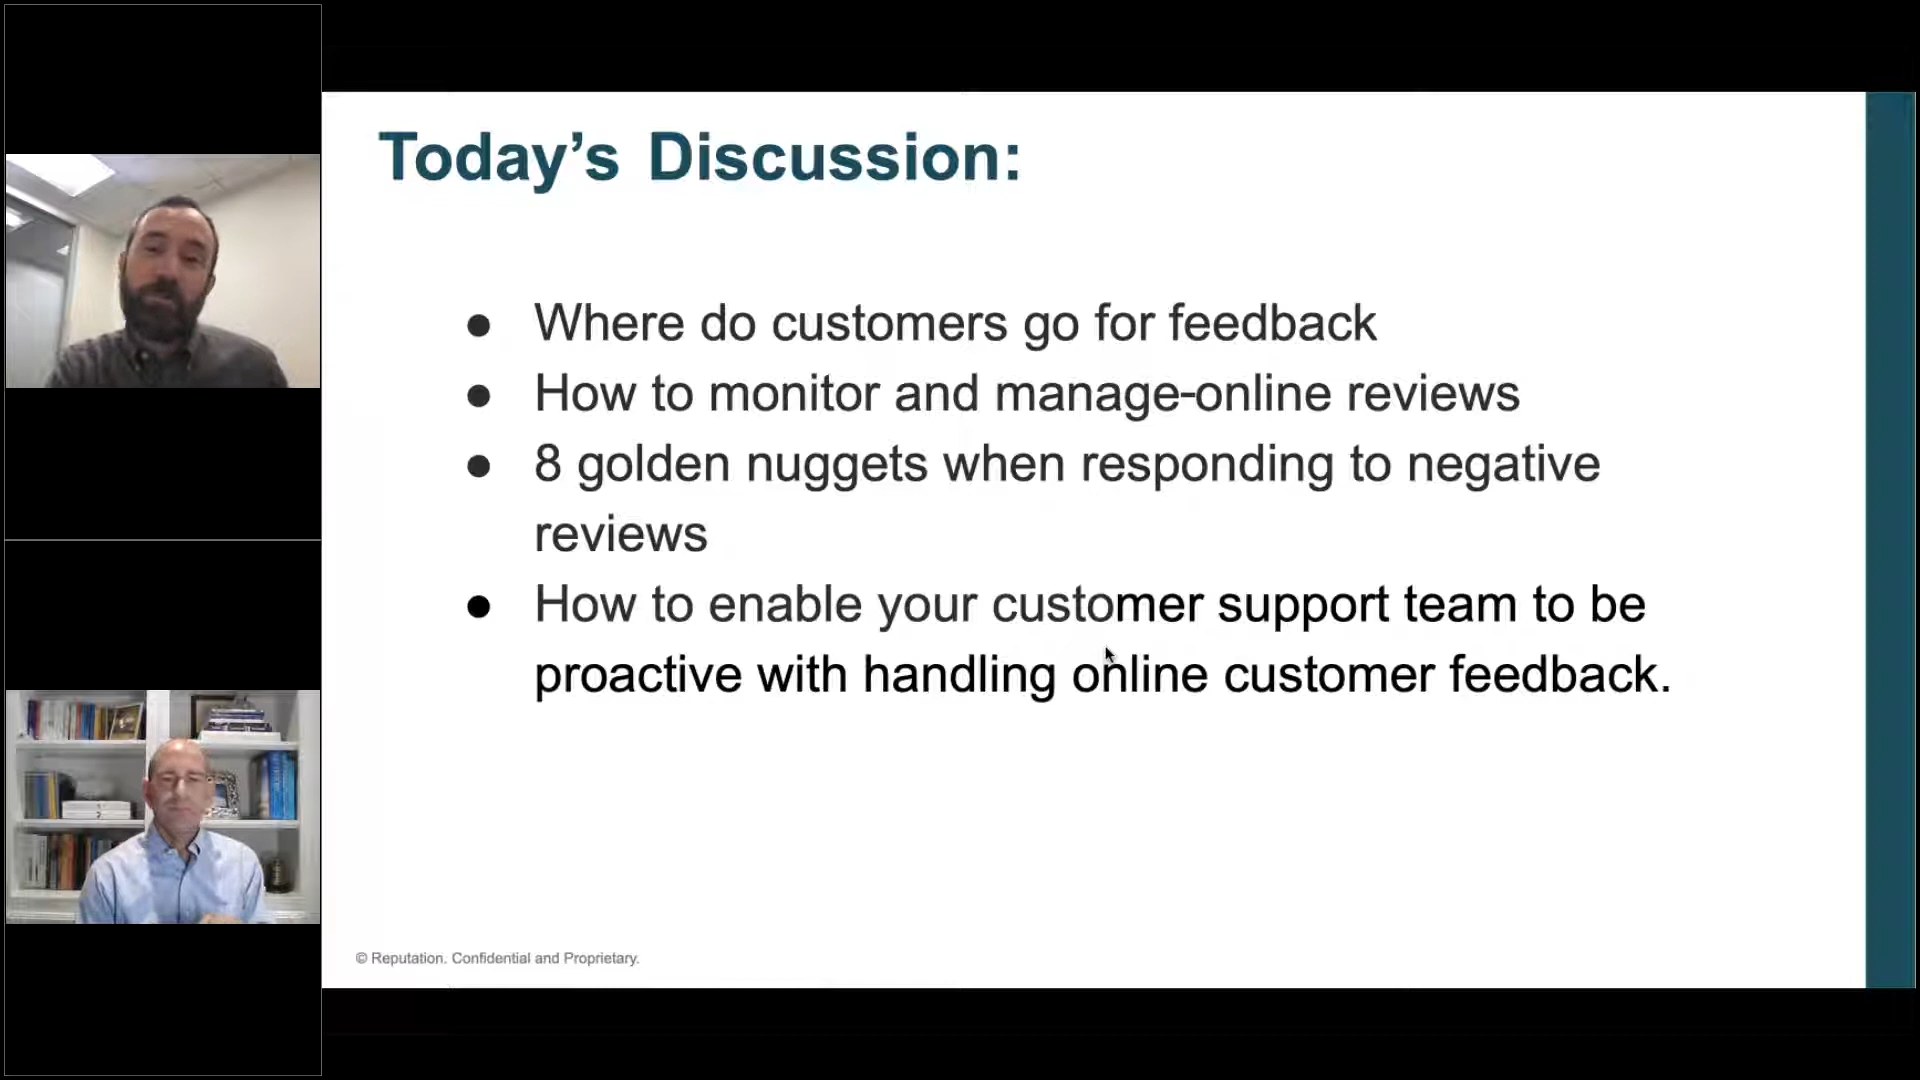 Today’s Discussion:
● Where do customers go for feedback
● How to monitor and manage-online reviews
● 8 golden nuggets when responding to negative
reviews
● How to enable your customer support team to be
proactive with handling online customer feedback.
© Reputation. Confidential and Proprietary.